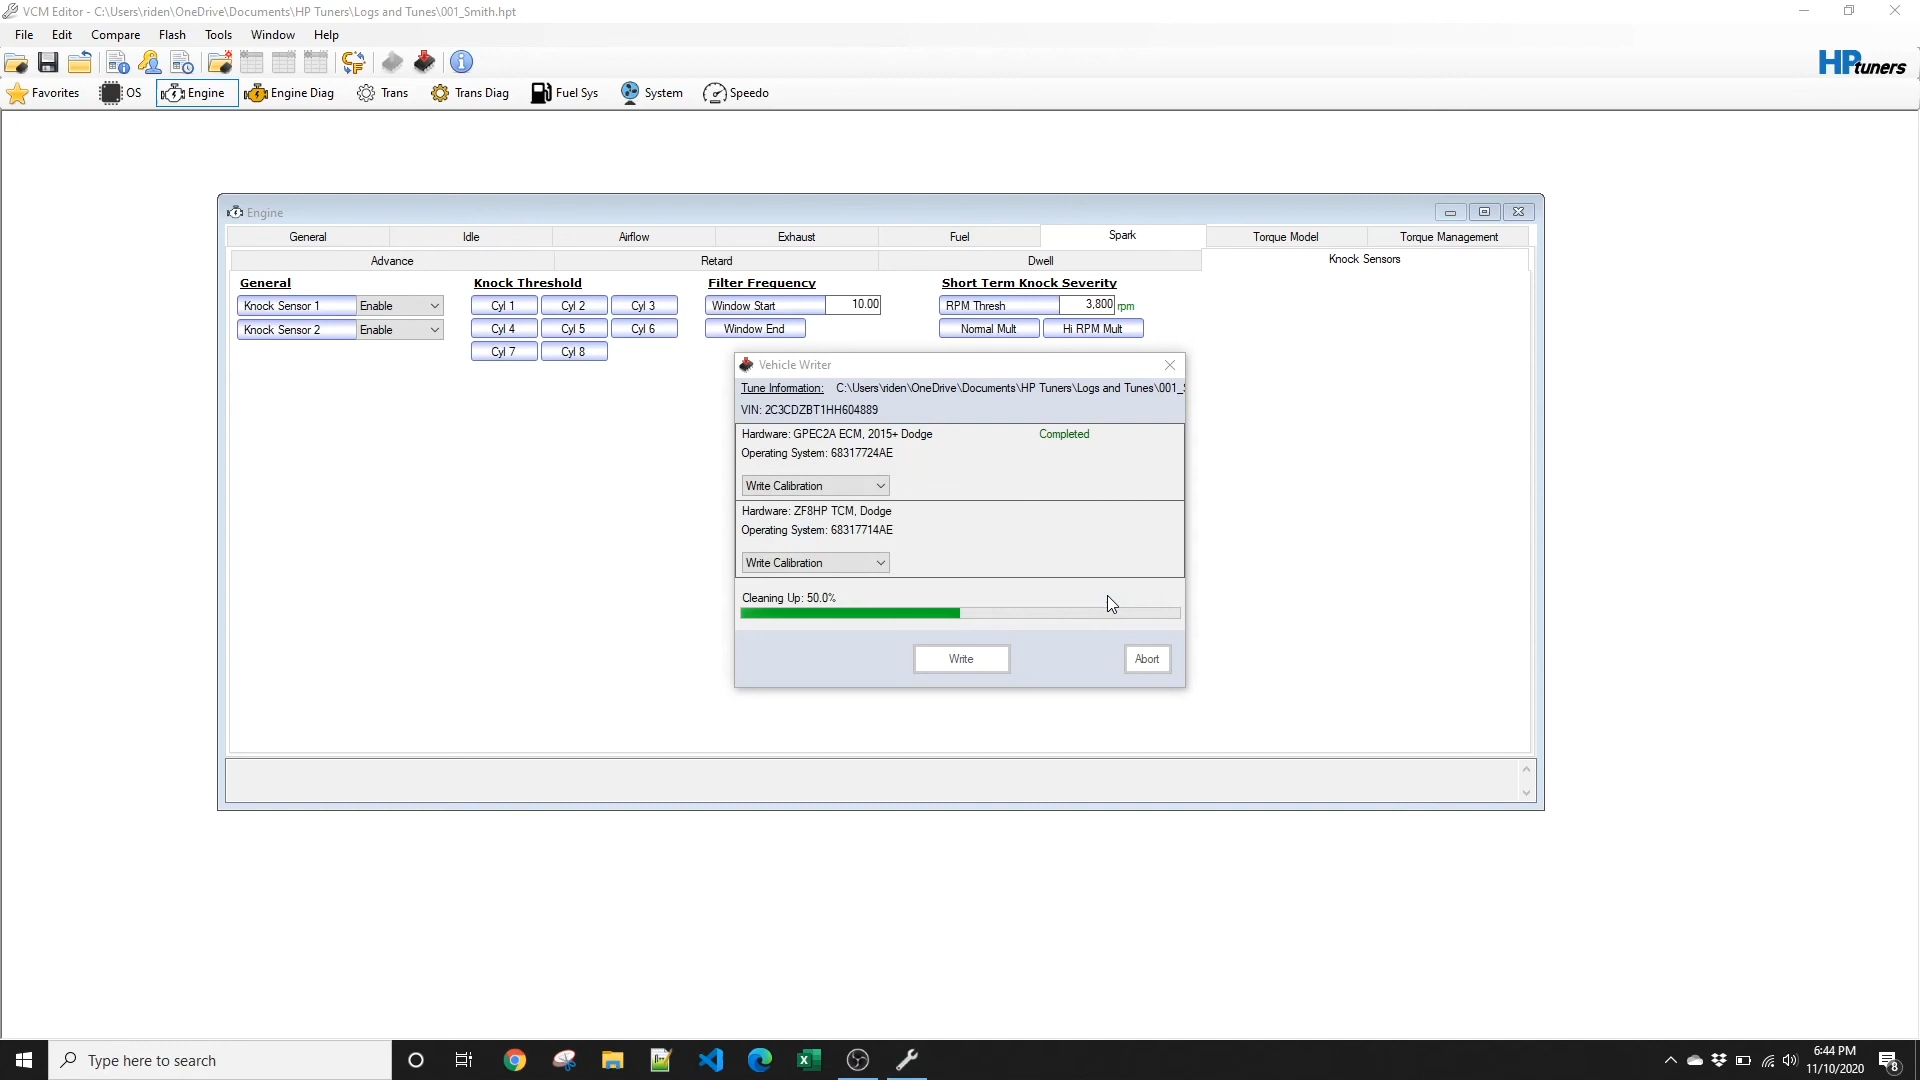 VCM Editor - C:\Users\riden\OneDrive\Documents\HP Tuners\Logs and Tunes\001_Smith.hpt
File Edit Compare Flash Tools Window Help
HPtuners
Favorites OS Engine Engine Diag Trans Trans Diag Fuel Sys System Speedo
Engine
General Idle Airflow Exhaust Fuel Spark Torque Model Torque Management
Advance Retard Dwell Knock Sensors
General Knock Threshold Filter Frequency Short Term Knock Severity
Knock Sensor 1 Enable Cyl 1 Cyl 2 Cyl 3 Window Start 10.00 RPM Thresh 3,800 rpm
Knock Sensor 2 Enable Cyl 4 Cyl 5 Cyl 6 Window End Normal Mult Hi RPM Mult
Cyl 7 Cyl 8
Vehicle Writer
Tune Information: C:\Users\riden\OneDrive\Documents\HP Tuners\Logs and Tunes\001_S
VIN: 2C3CDZBT1HH604889
Hardware: GPEC2A ECM, 2015+ Dodge Completed
Operating System: 68317724AE
Write Calibration
Hardware: ZF8HP TCM, Dodge
Operating System: 68317714AE
Write Calibration
Cleaning Up: 50.0%
Write Abort
Type here to search
6:44 PM
11/10/2020
8